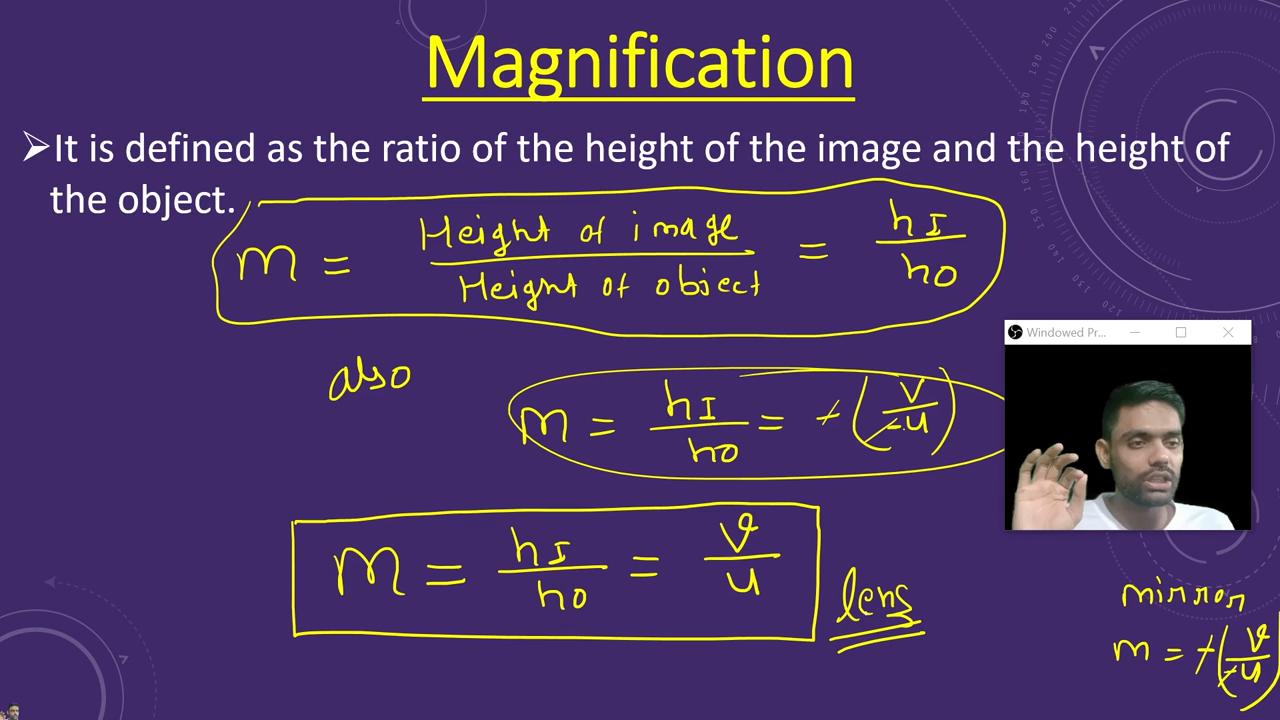 Magnification
➢It is defined as the ratio of the height of the image and the height of
the object.
m = Height of image / Height of object = hI / ho
Windowed Pr...
also
m = hI / ho = +(v / -u)
m = hI / ho = v / u
lens
mirror
m = +(v / -u)